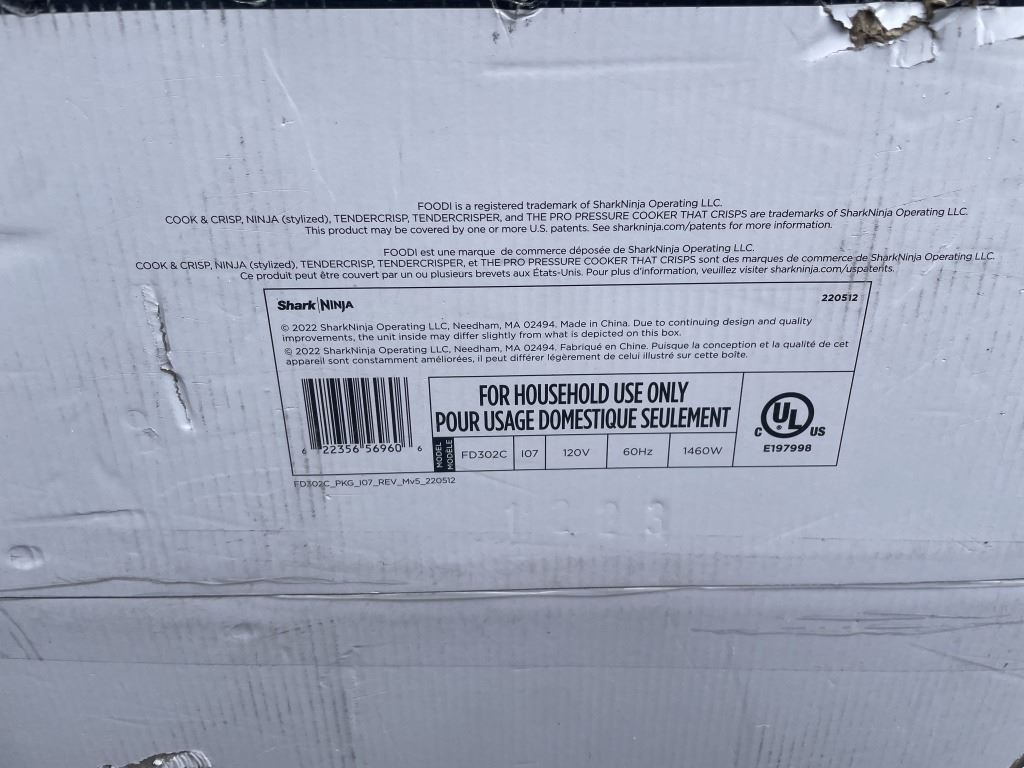 FOODI is a registered trademark of SharkNinja Operating LLC.
COOK & CRISP, NINJA (stylized), TENDERCRISP, TENDERCRISPER, and THE PRO PRESSURE COOKER THAT CRISPS are trademarks of SharkNinja Operating LLC.
This product may be covered by one or more U.S. patents. See sharkninja.com/patents for more information.
FOODI est une marque de commerce déposée de SharkNinja Operating LLC.
COOK & CRISP, NINJA (stylized), TENDERCRISP, TENDERCRISPER, et THE PRO PRESSURE COOKER THAT CRISPS sont des marques de commerce de SharkNinja Operating LLC.
Ce produit peut être couvert par un ou plusieurs brevets aux États-Unis. Pour plus d'information, veuillez visiter sharkninja.com/uspatents.
Shark NINJA
220512
© 2022 SharkNinja Operating LLC, Needham, MA 02494. Made in China. Due to continuing design and quality
improvements, the unit inside may differ slightly from what is depicted on this box.
© 2022 SharkNinja Operating LLC, Needham, MA 02494. Fabriqué en Chine. Puisque la conception et la qualité de cet
appareil sont constamment améliorées, il peut différer légèrement de celui illustré sur cette boîte.
FOR HOUSEHOLD USE ONLY
POUR USAGE DOMESTIQUE SEULEMENT
C UL US
E197998
6 22356 56960 6
MODEL
MODÈLE
FD302C 107 120V 60Hz 1460W
FD302C_PKG_107_REV_Mv5_220512